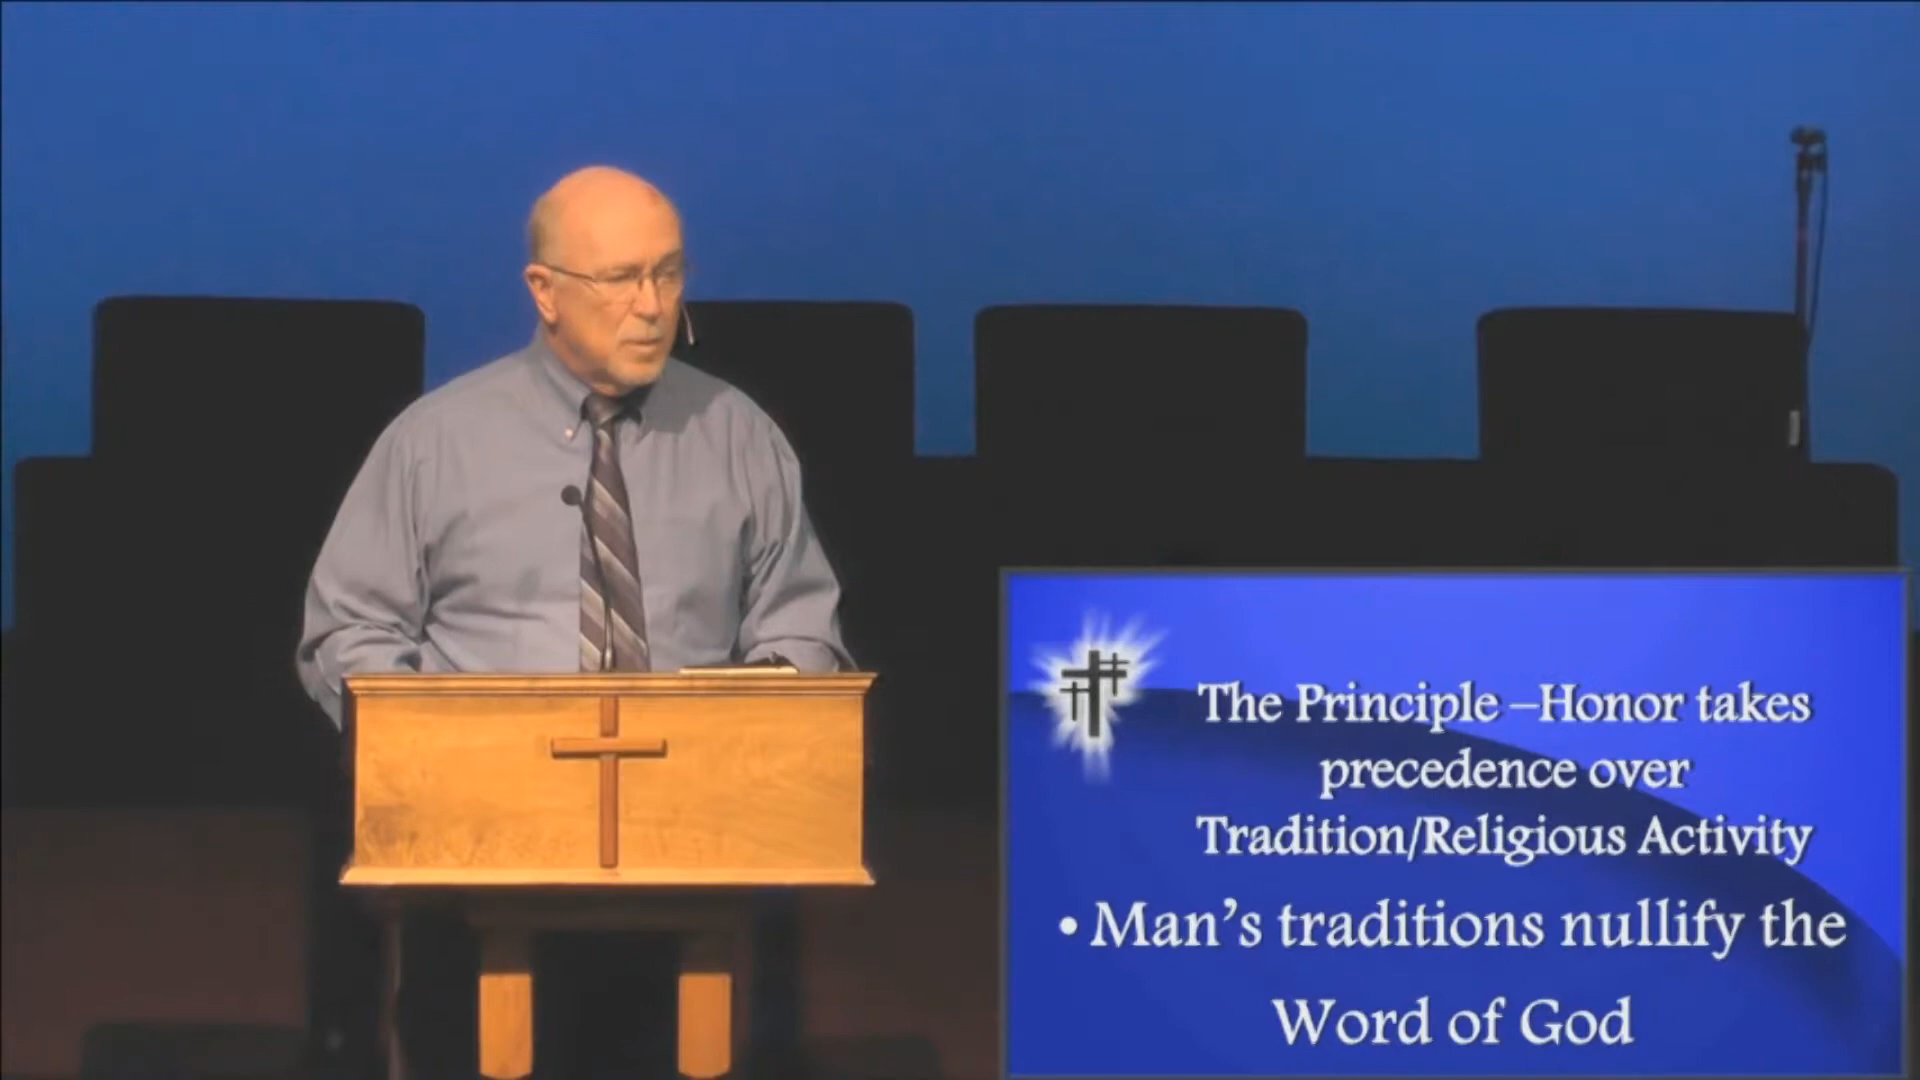 The Principle –Honor takes
precedence over
Tradition/Religious Activity
• Man's traditions nullify the
Word of God